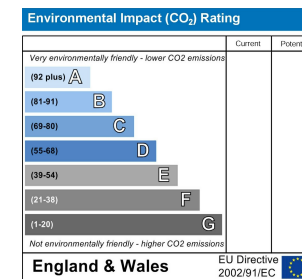 Environmental Impact (CO₂) Rating
Current Poten
Very environmentally friendly - lower CO2 emissions
(92 plus) A
(81-91) B
(69-80) C
(55-68) D
(39-54) E
(21-38) F
(1-20) G
Not environmentally friendly - higher CO2 emissions
England & Wales
EU Directive
2002/91/EC